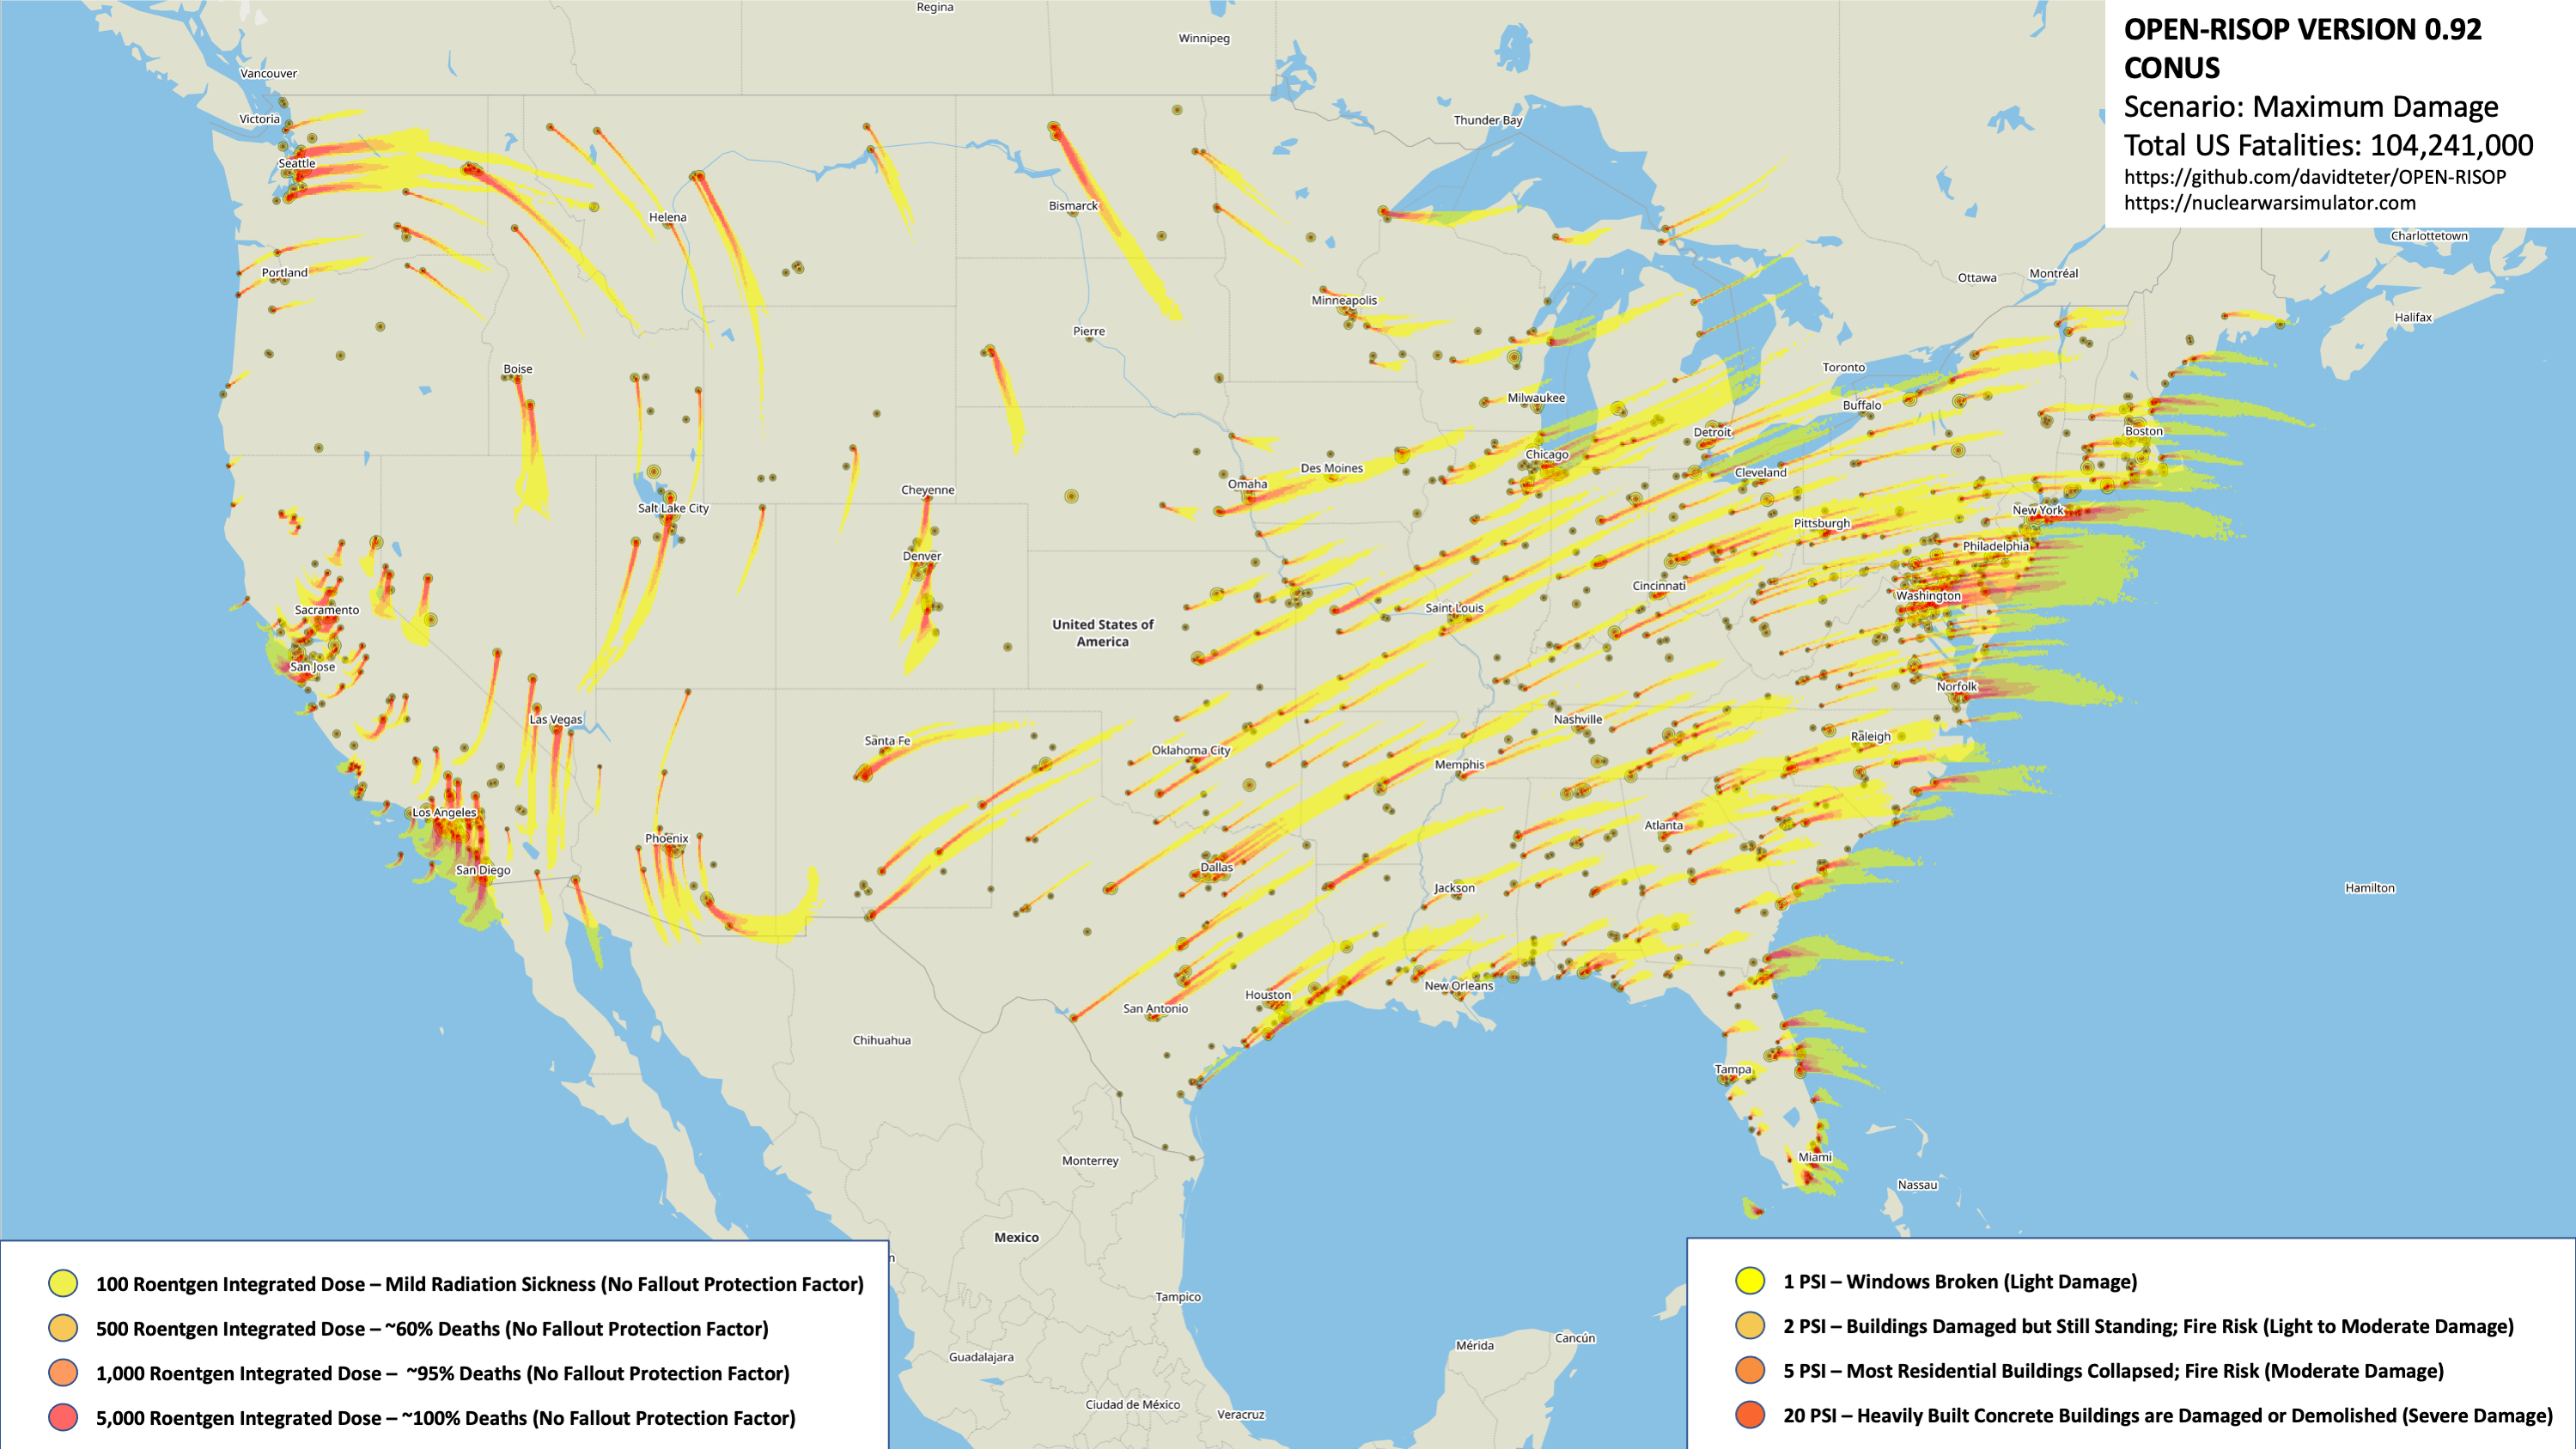 OPEN-RISOP VERSION 0.92
CONUS
Scenario: Maximum Damage
Total US Fatalities: 104,241,000
https://github.com/davidteter/OPEN-RISOP
https://nuclearwarsimulator.com
Regina
Winnipeg
Vancouver
Victoria
Thunder Bay
Seattle
Bismarck
Helena
Charlottetown
Portland
Ottawa
Montréal
Minneapolis
Halifax
Pierre
Boise
Toronto
Milwaukee
Buffalo
Detroit
Boston
Chicago
Des Moines
Cleveland
Omaha
Cheyenne
Salt Lake City
New York
Pittsburgh
Philadelphia
Denver
Cincinnati
Washington
Sacramento
Saint Louis
United States of
America
San Jose
Norfolk
Las Vegas
Nashville
Santa Fe
Raleigh
Oklahoma City
Memphis
Los Angeles
Atlanta
Phoenix
Dallas
San Diego
Jackson
Hamilton
New Orleans
Houston
San Antonio
Chihuahua
Tampa
Miami
Monterrey
Nassau
Mexico
Tampico
Mérida
Cancún
Guadalajara
Ciudad de México
Veracruz
100 Roentgen Integrated Dose – Mild Radiation Sickness (No Fallout Protection Factor)
500 Roentgen Integrated Dose – ~60% Deaths (No Fallout Protection Factor)
1,000 Roentgen Integrated Dose – ~95% Deaths (No Fallout Protection Factor)
5,000 Roentgen Integrated Dose – ~100% Deaths (No Fallout Protection Factor)
1 PSI – Windows Broken (Light Damage)
2 PSI – Buildings Damaged but Still Standing; Fire Risk (Light to Moderate Damage)
5 PSI – Most Residential Buildings Collapsed; Fire Risk (Moderate Damage)
20 PSI – Heavily Built Concrete Buildings are Damaged or Demolished (Severe Damage)